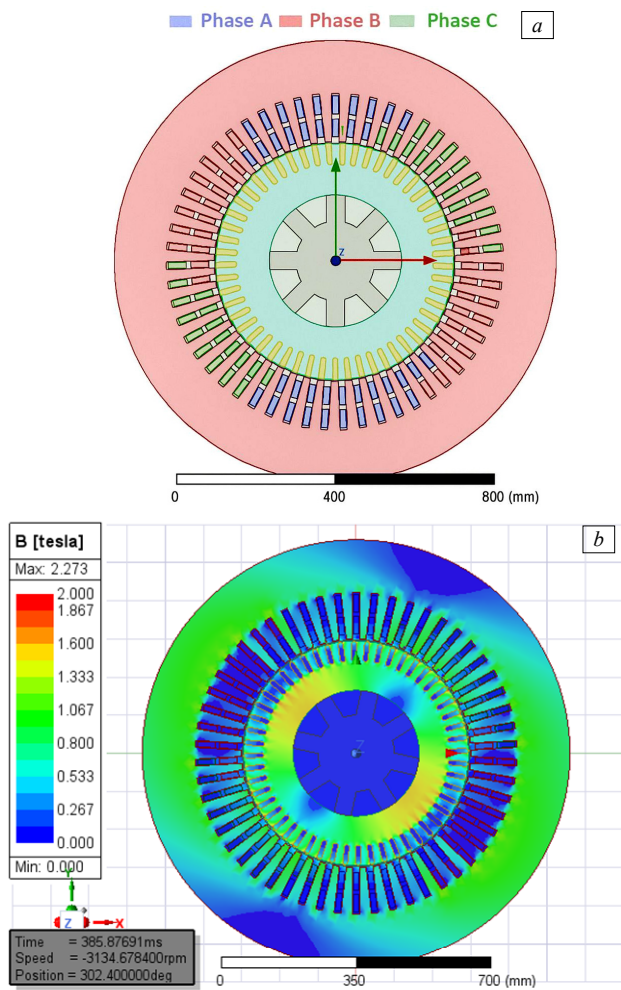 Phase A Phase B Phase C
a
Z
0 400 800 (mm)
b
B [tesla]
Max: 2.273
2.000
1.867
1.600
1.333
1.067
0.800
0.533
0.267
0.000
Min: 0.000
Z
Y
Z X
Time = 385.87691ms
Speed = -3134.678400rpm
Position = 302.400000deg
0 350 700 (mm)